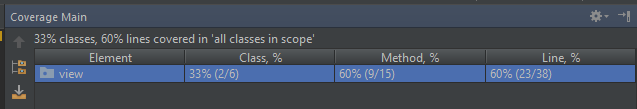 Coverage Main
33% classes, 60% lines covered in 'all classes in scope'
Element Class, % Method, % Line, %
view 33% (2/6) 60% (9/15) 60% (23/38)